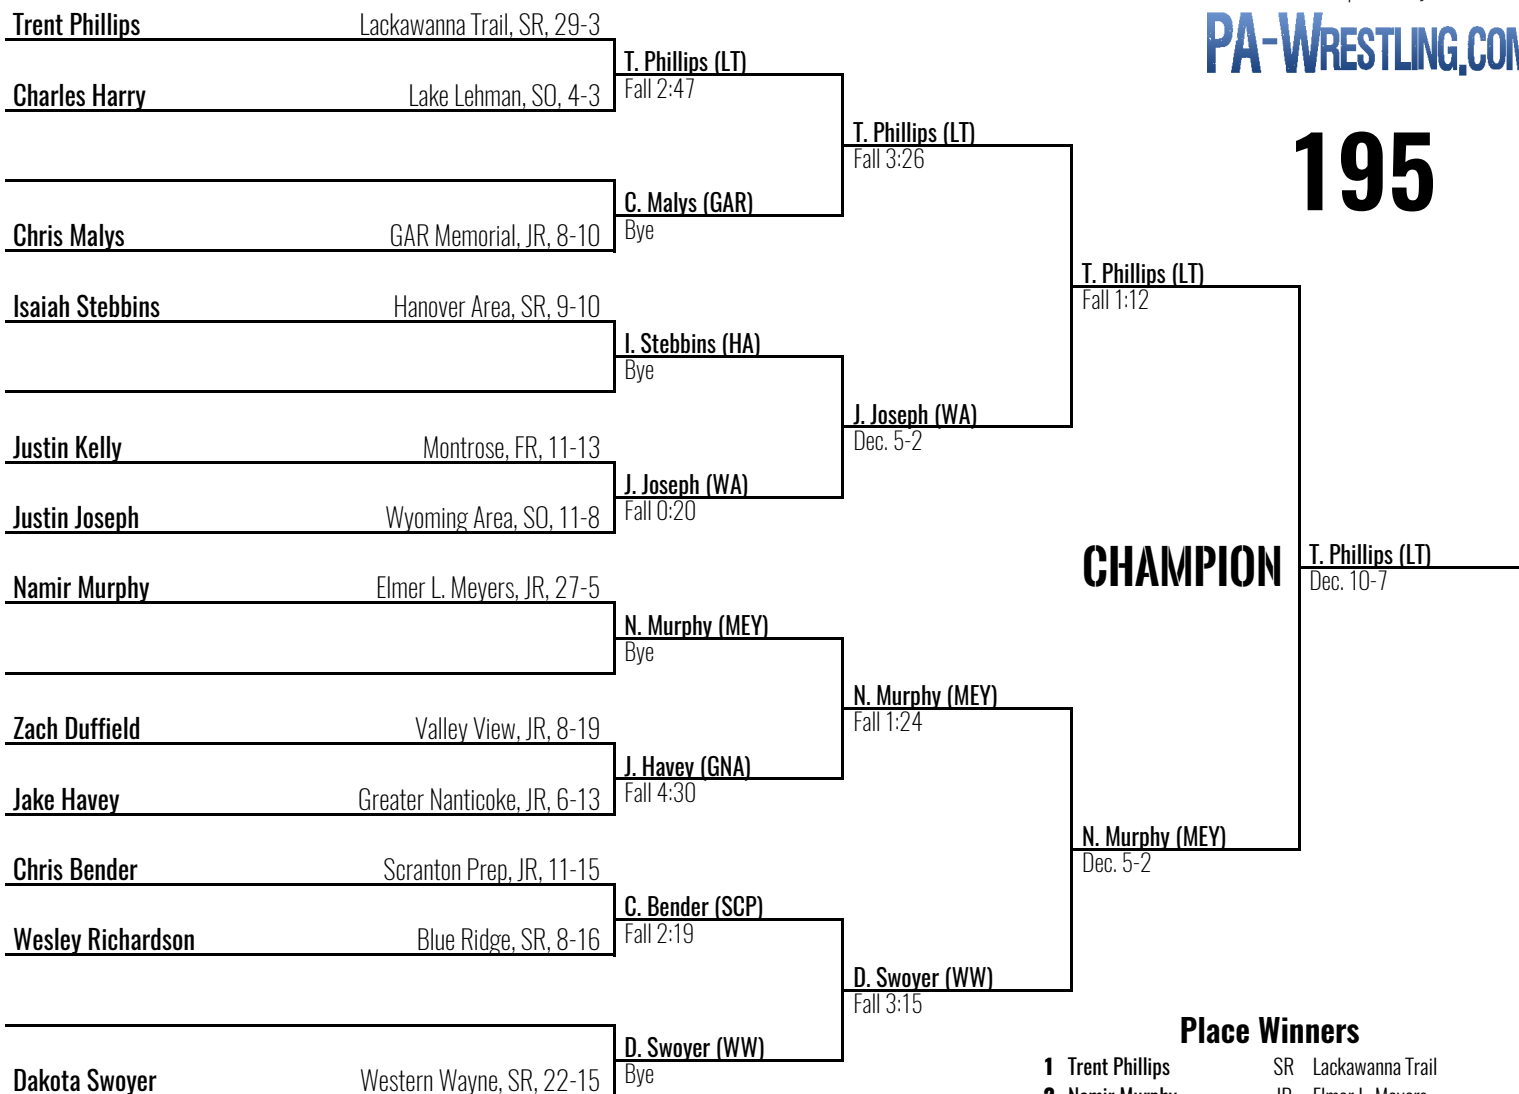 Trent Phillips Lackawanna Trail, SR, 29-3
PA-WRESTLING.COM
T. Phillips (LT)
Fall 2:47
Charles Harry Lake Lehman, SO, 4-3
T. Phillips (LT)
Fall 3:26
195
C. Malys (GAR)
Bye
Chris Malys GAR Memorial, JR, 8-10
T. Phillips (LT)
Fall 1:12
Isaiah Stebbins Hanover Area, SR, 9-10
I. Stebbins (HA)
Bye
J. Joseph (WA)
Dec. 5-2
Justin Kelly Montrose, FR, 11-13
J. Joseph (WA)
Fall 0:20
Justin Joseph Wyoming Area, SO, 11-8
CHAMPION
T. Phillips (LT)
Dec. 10-7
Namir Murphy Elmer L. Meyers, JR, 27-5
N. Murphy (MEY)
Bye
N. Murphy (MEY)
Fall 1:24
Zach Duffield Valley View, JR, 8-19
J. Havey (GNA)
Fall 4:30
Jake Havey Greater Nanticoke, JR, 6-13
N. Murphy (MEY)
Dec. 5-2
Chris Bender Scranton Prep, JR, 11-15
C. Bender (SCP)
Fall 2:19
Wesley Richardson Blue Ridge, SR, 8-16
D. Swoyer (WW)
Fall 3:15
D. Swoyer (WW)
Bye
Dakota Swoyer Western Wayne, SR, 22-15
Place Winners
1 Trent Phillips SR Lackawanna Trail
2 Namir Murphy JR Elmer L. Meyers